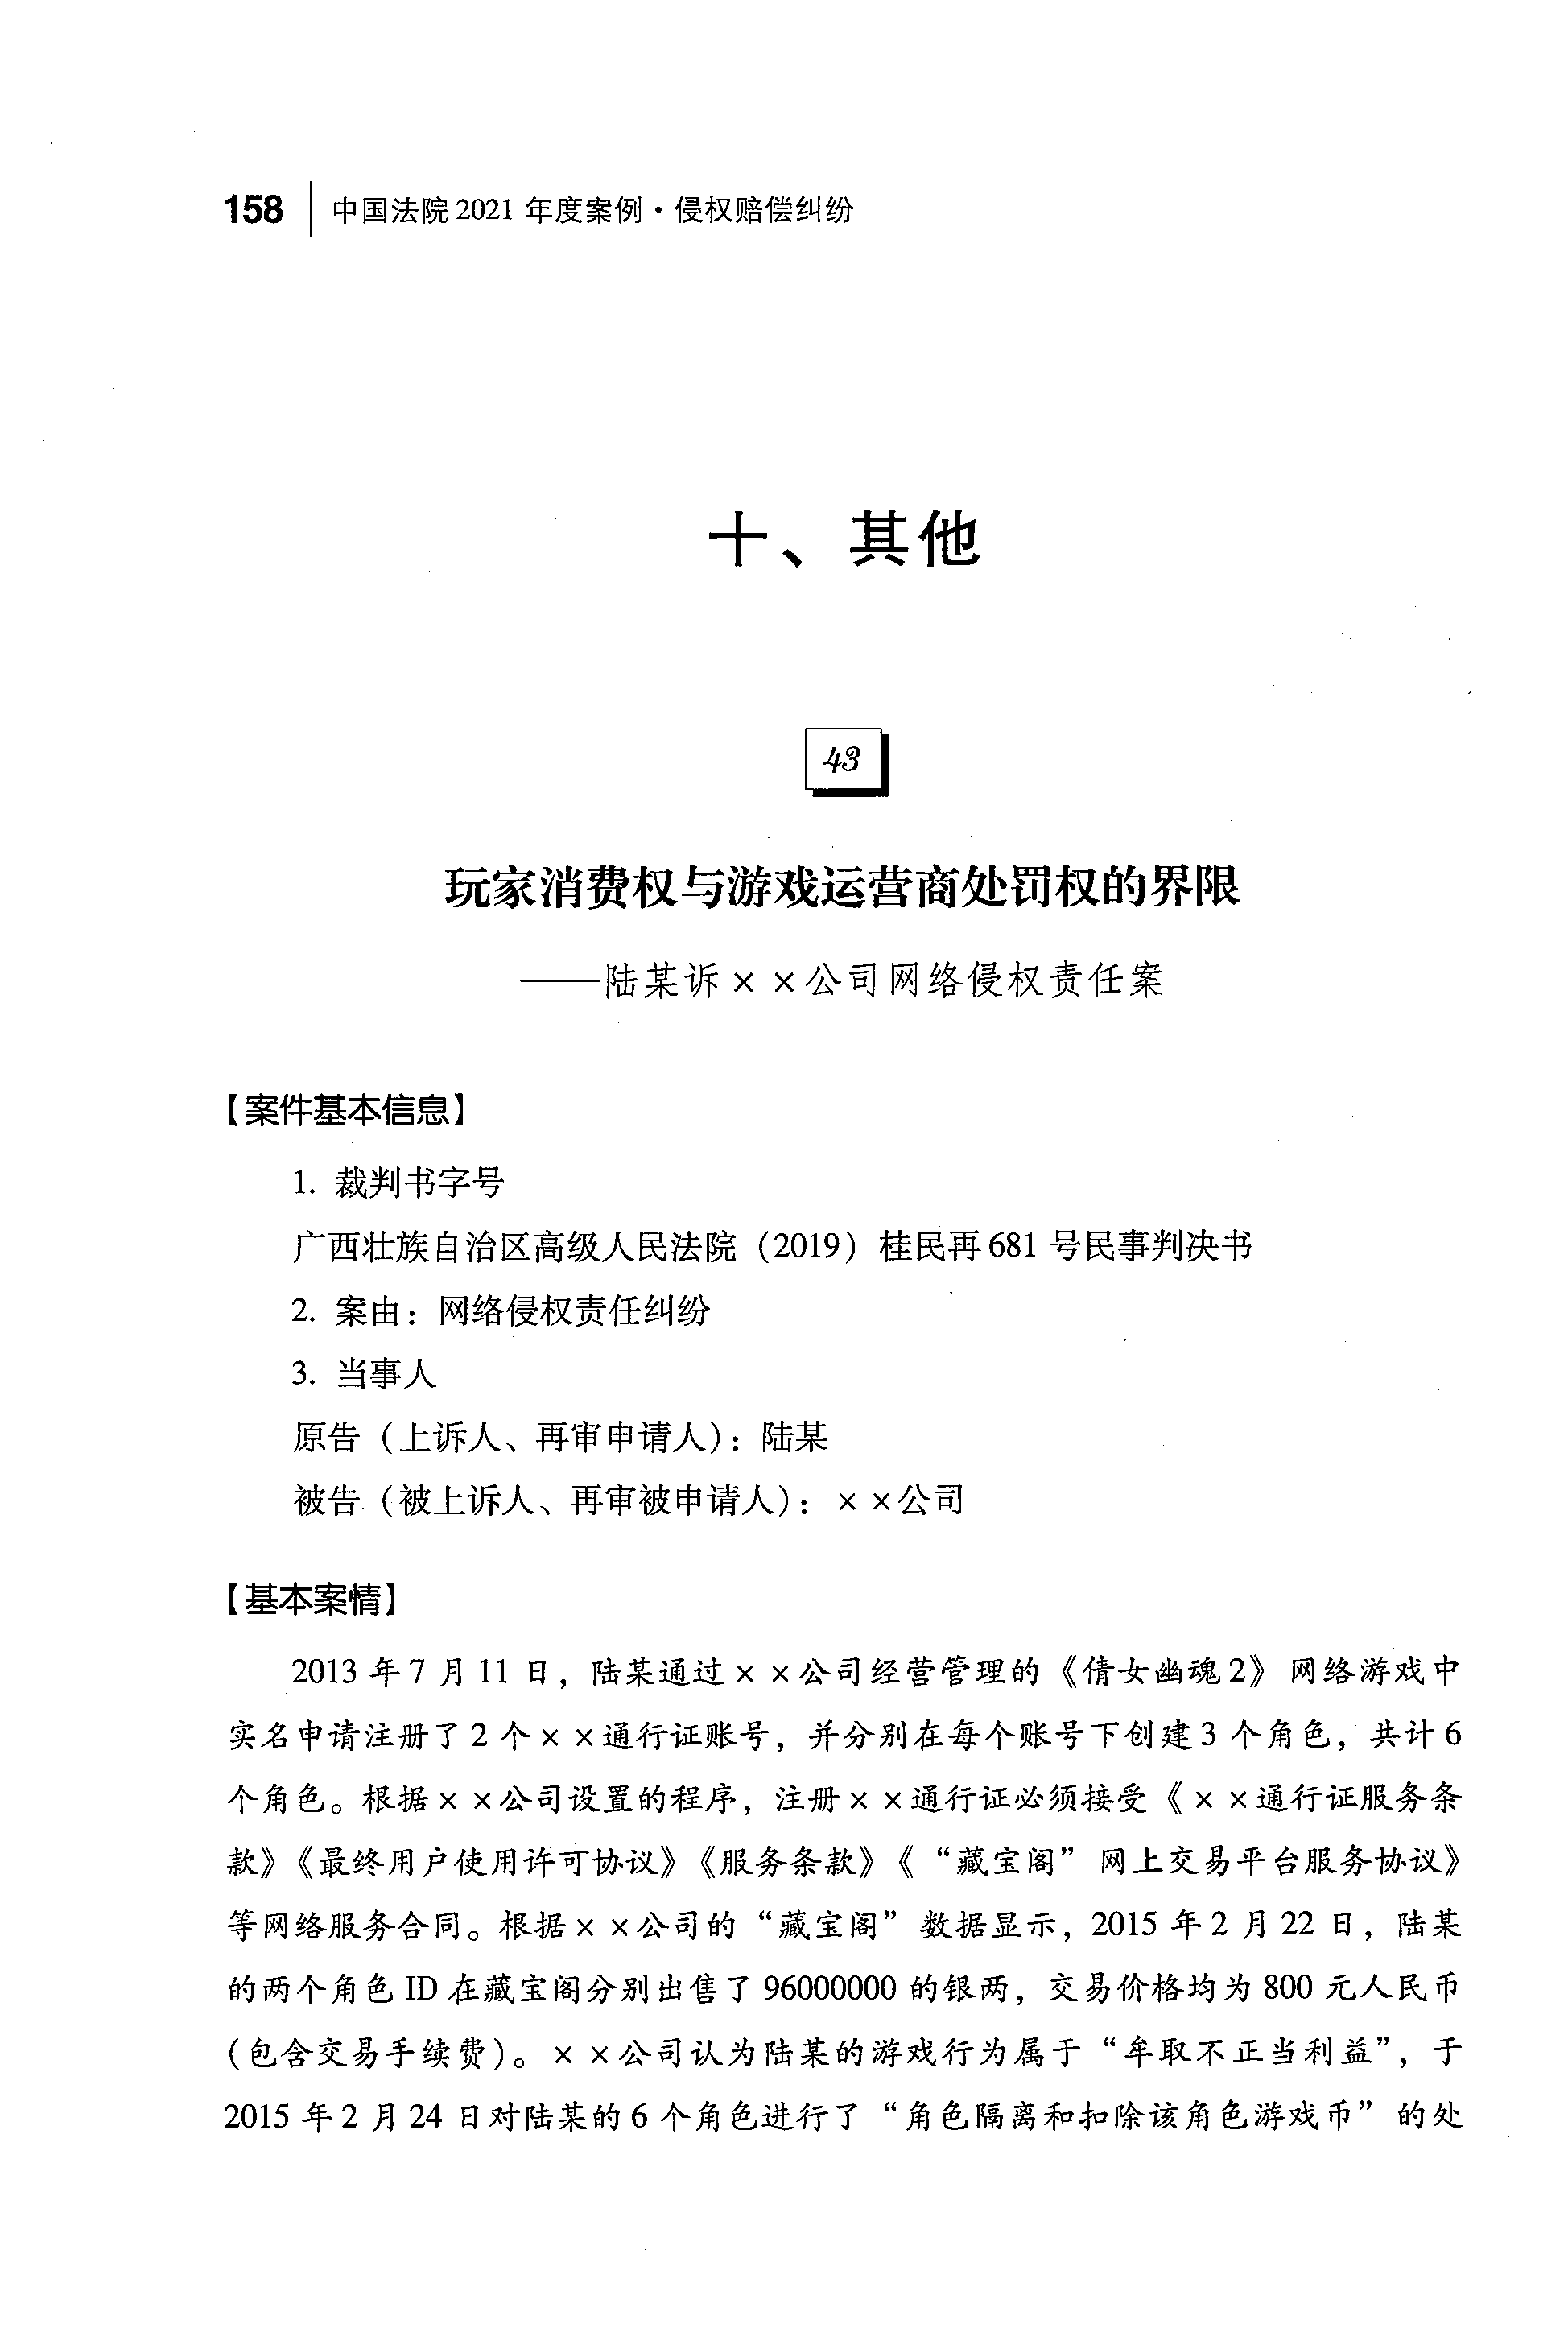 158 中国法院2021年度案例·侵权赔偿纠纷
十、其他
43
玩家消费权与游戏运营商处罚权的界限
——陆某诉××公司网络侵权责任案
【案件基本信息】
1. 裁判书字号
广西壮族自治区高级人民法院（2019）桂民再681号民事判决书
2. 案由：网络侵权责任纠纷
3. 当事人
原告（上诉人、再审申请人）：陆某
被告（被上诉人、再审被申请人）：××公司
【基本案情】
2013年7月11日，陆某通过××公司经营管理的《倩女幽魂2》网络游戏中
实名申请注册了2个××通行证账号，并分别在每个账号下创建3个角色，共计6
个角色。根据××公司设置的程序，注册××通行证必须接受《××通行证服务条
款》《最终用户使用许可协议》《服务条款》《“藏宝阁”网上交易平台服务协议》
等网络服务合同。根据××公司的“藏宝阁”数据显示，2015年2月22日，陆某
的两个角色ID在藏宝阁分别出售了96000000的银两，交易价格均为800元人民币
（包含交易手续费）。××公司认为陆某的游戏行为属于“牟取不正当利益”，于
2015年2月24日对陆某的6个角色进行了“角色隔离和扣除该角色游戏币”的处